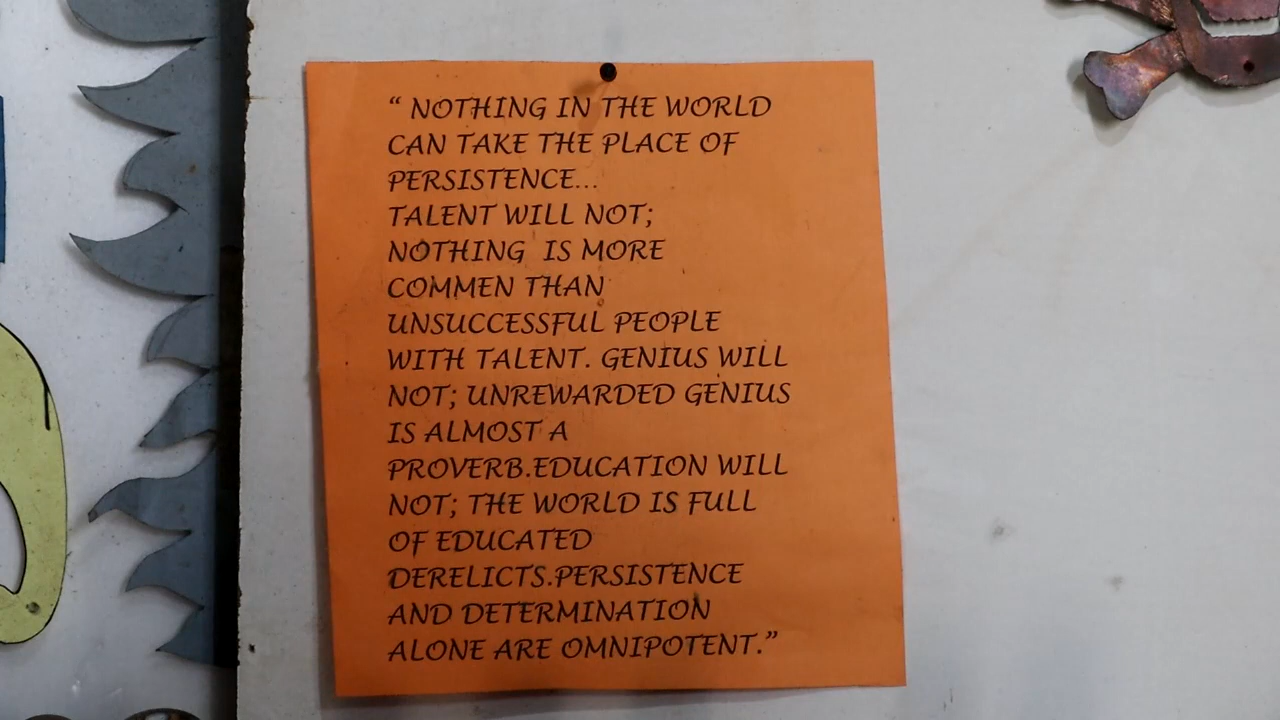 “ NOTHING IN THE WORLD
CAN TAKE THE PLACE OF
PERSISTENCE...
TALENT WILL NOT;
NOTHING IS MORE
COMMEN THAN
UNSUCCESSFUL PEOPLE
WITH TALENT. GENIUS WILL
NOT; UNREWARDED GENIUS
IS ALMOST A
PROVERB.EDUCATION WILL
NOT; THE WORLD IS FULL
OF EDUCATED
DERELICTS.PERSISTENCE
AND DETERMINATION
ALONE ARE OMNIPOTENT.”